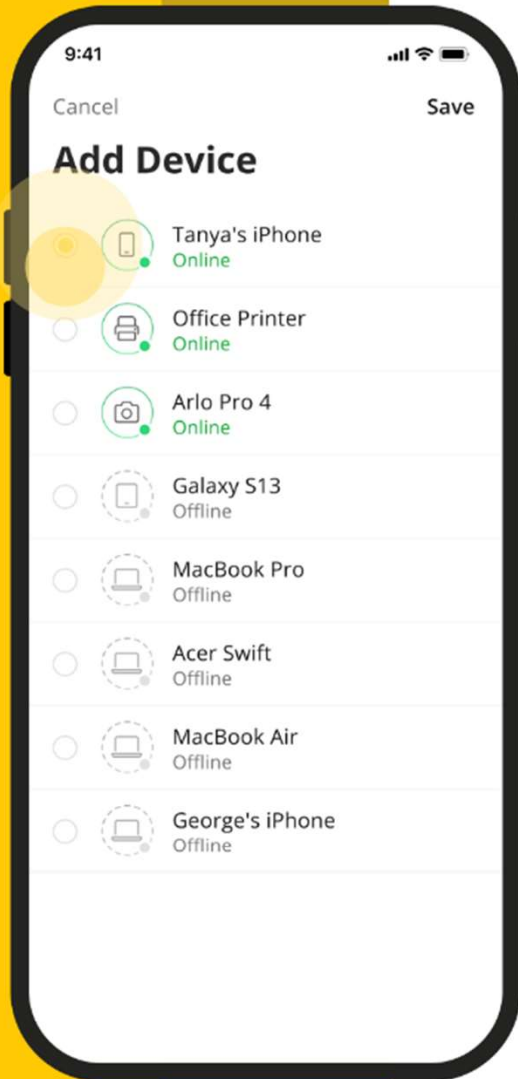 9:41
Cancel Save
Add Device
Tanya's iPhone
Online
Office Printer
Online
Arlo Pro 4
Online
Galaxy S13
Offline
MacBook Pro
Offline
Acer Swift
Offline
MacBook Air
Offline
George's iPhone
Offline